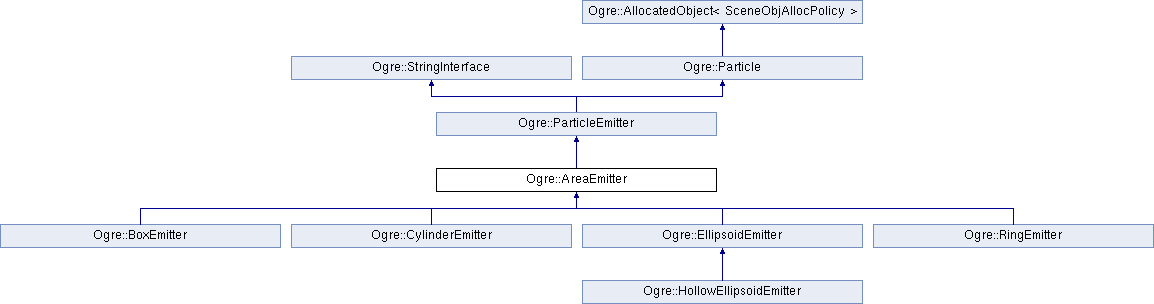 Ogre::AllocatedObject< SceneObjAllocPolicy >
Ogre::StringInterface
Ogre::Particle
Ogre::ParticleEmitter
Ogre::AreaEmitter
Ogre::BoxEmitter
Ogre::CylinderEmitter
Ogre::EllipsoidEmitter
Ogre::RingEmitter
Ogre::HollowEllipsoidEmitter